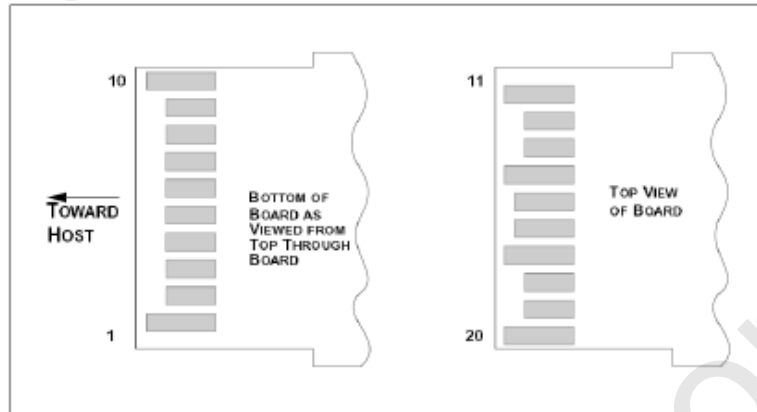 10
TOWARD
HOST
BOTTOM OF
BOARD AS
VIEWED FROM
TOP THROUGH
BOARD
1
11
TOP VIEW
OF BOARD
20